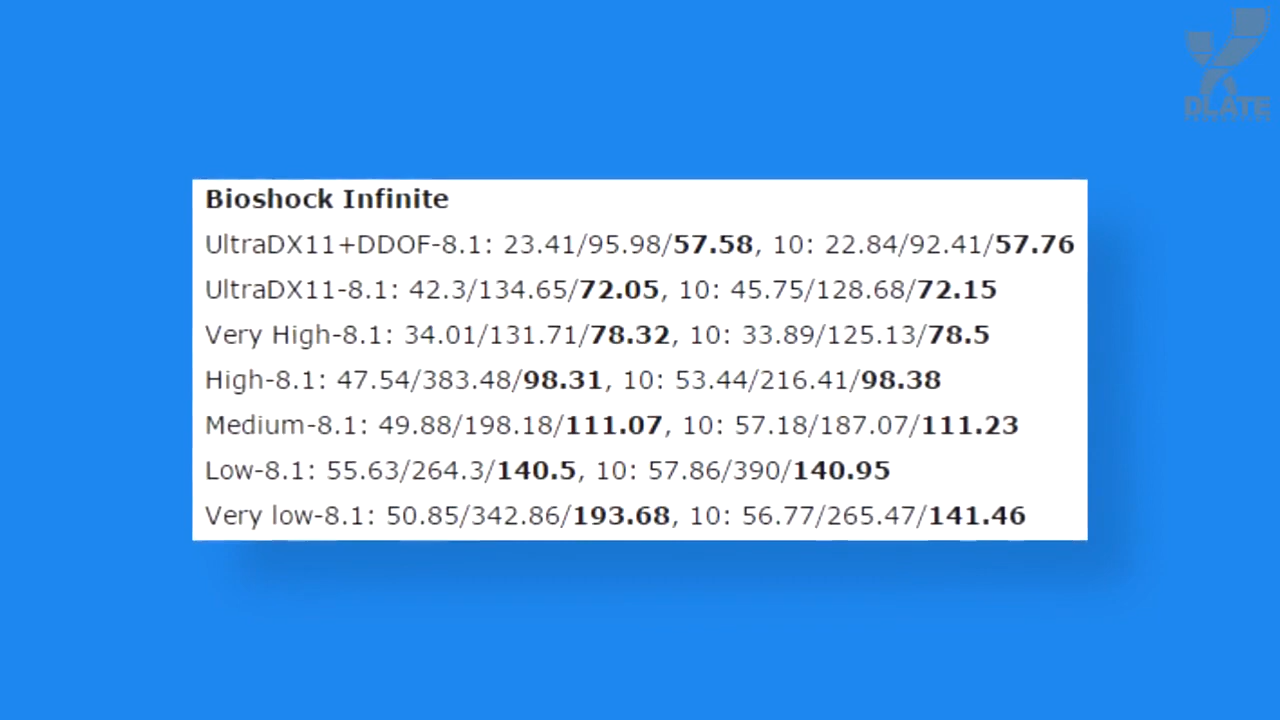 DLATE
Bioshock Infinite
UltraDX11+DDOF-8.1: 23.41/95.98/57.58, 10: 22.84/92.41/57.76
UltraDX11-8.1: 42.3/134.65/72.05, 10: 45.75/128.68/72.15
Very High-8.1: 34.01/131.71/78.32, 10: 33.89/125.13/78.5
High-8.1: 47.54/383.48/98.31, 10: 53.44/216.41/98.38
Medium-8.1: 49.88/198.18/111.07, 10: 57.18/187.07/111.23
Low-8.1: 55.63/264.3/140.5, 10: 57.86/390/140.95
Very low-8.1: 50.85/342.86/193.68, 10: 56.77/265.47/141.46